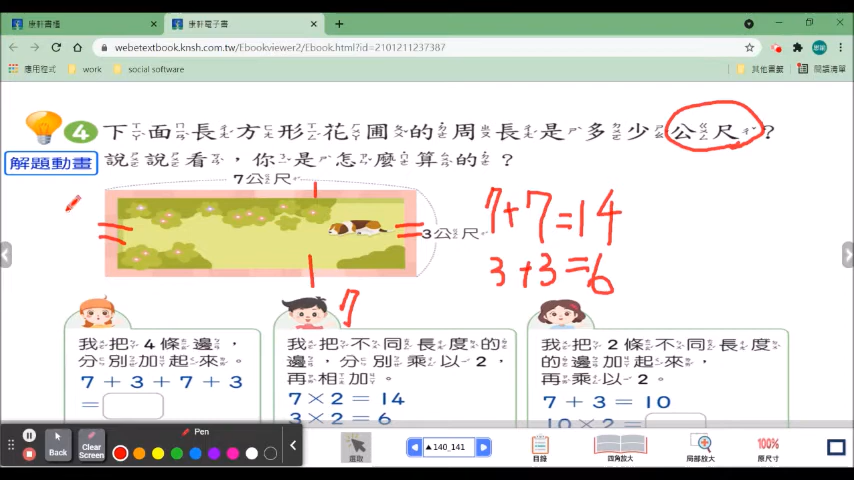 康軒書櫃
康軒電子書
webetextbook.knsh.com.tw/Ebookviewer2/Ebook.html?id=2101211237387
應用程式 work social software 其他書籤 閱讀清單
4 下面長方形花圃的周長是多少公尺?
解題動畫 說說看,你是怎麼算的?
7公尺
3公尺
7+7=14
3+3=6
7
我把4條邊,
分別加起來。
7+3+7+3
=
我把不同長度的
邊,分別乘以2,
再相加。
7×2=14
3×2=6
我把2條不同長度
的邊加起來,
再乘以2。
7+3=10
10×2=
Pen
Back Clear Screen
選取 ▲140_141 目錄 四角放大 局部放大 100% 原尺寸